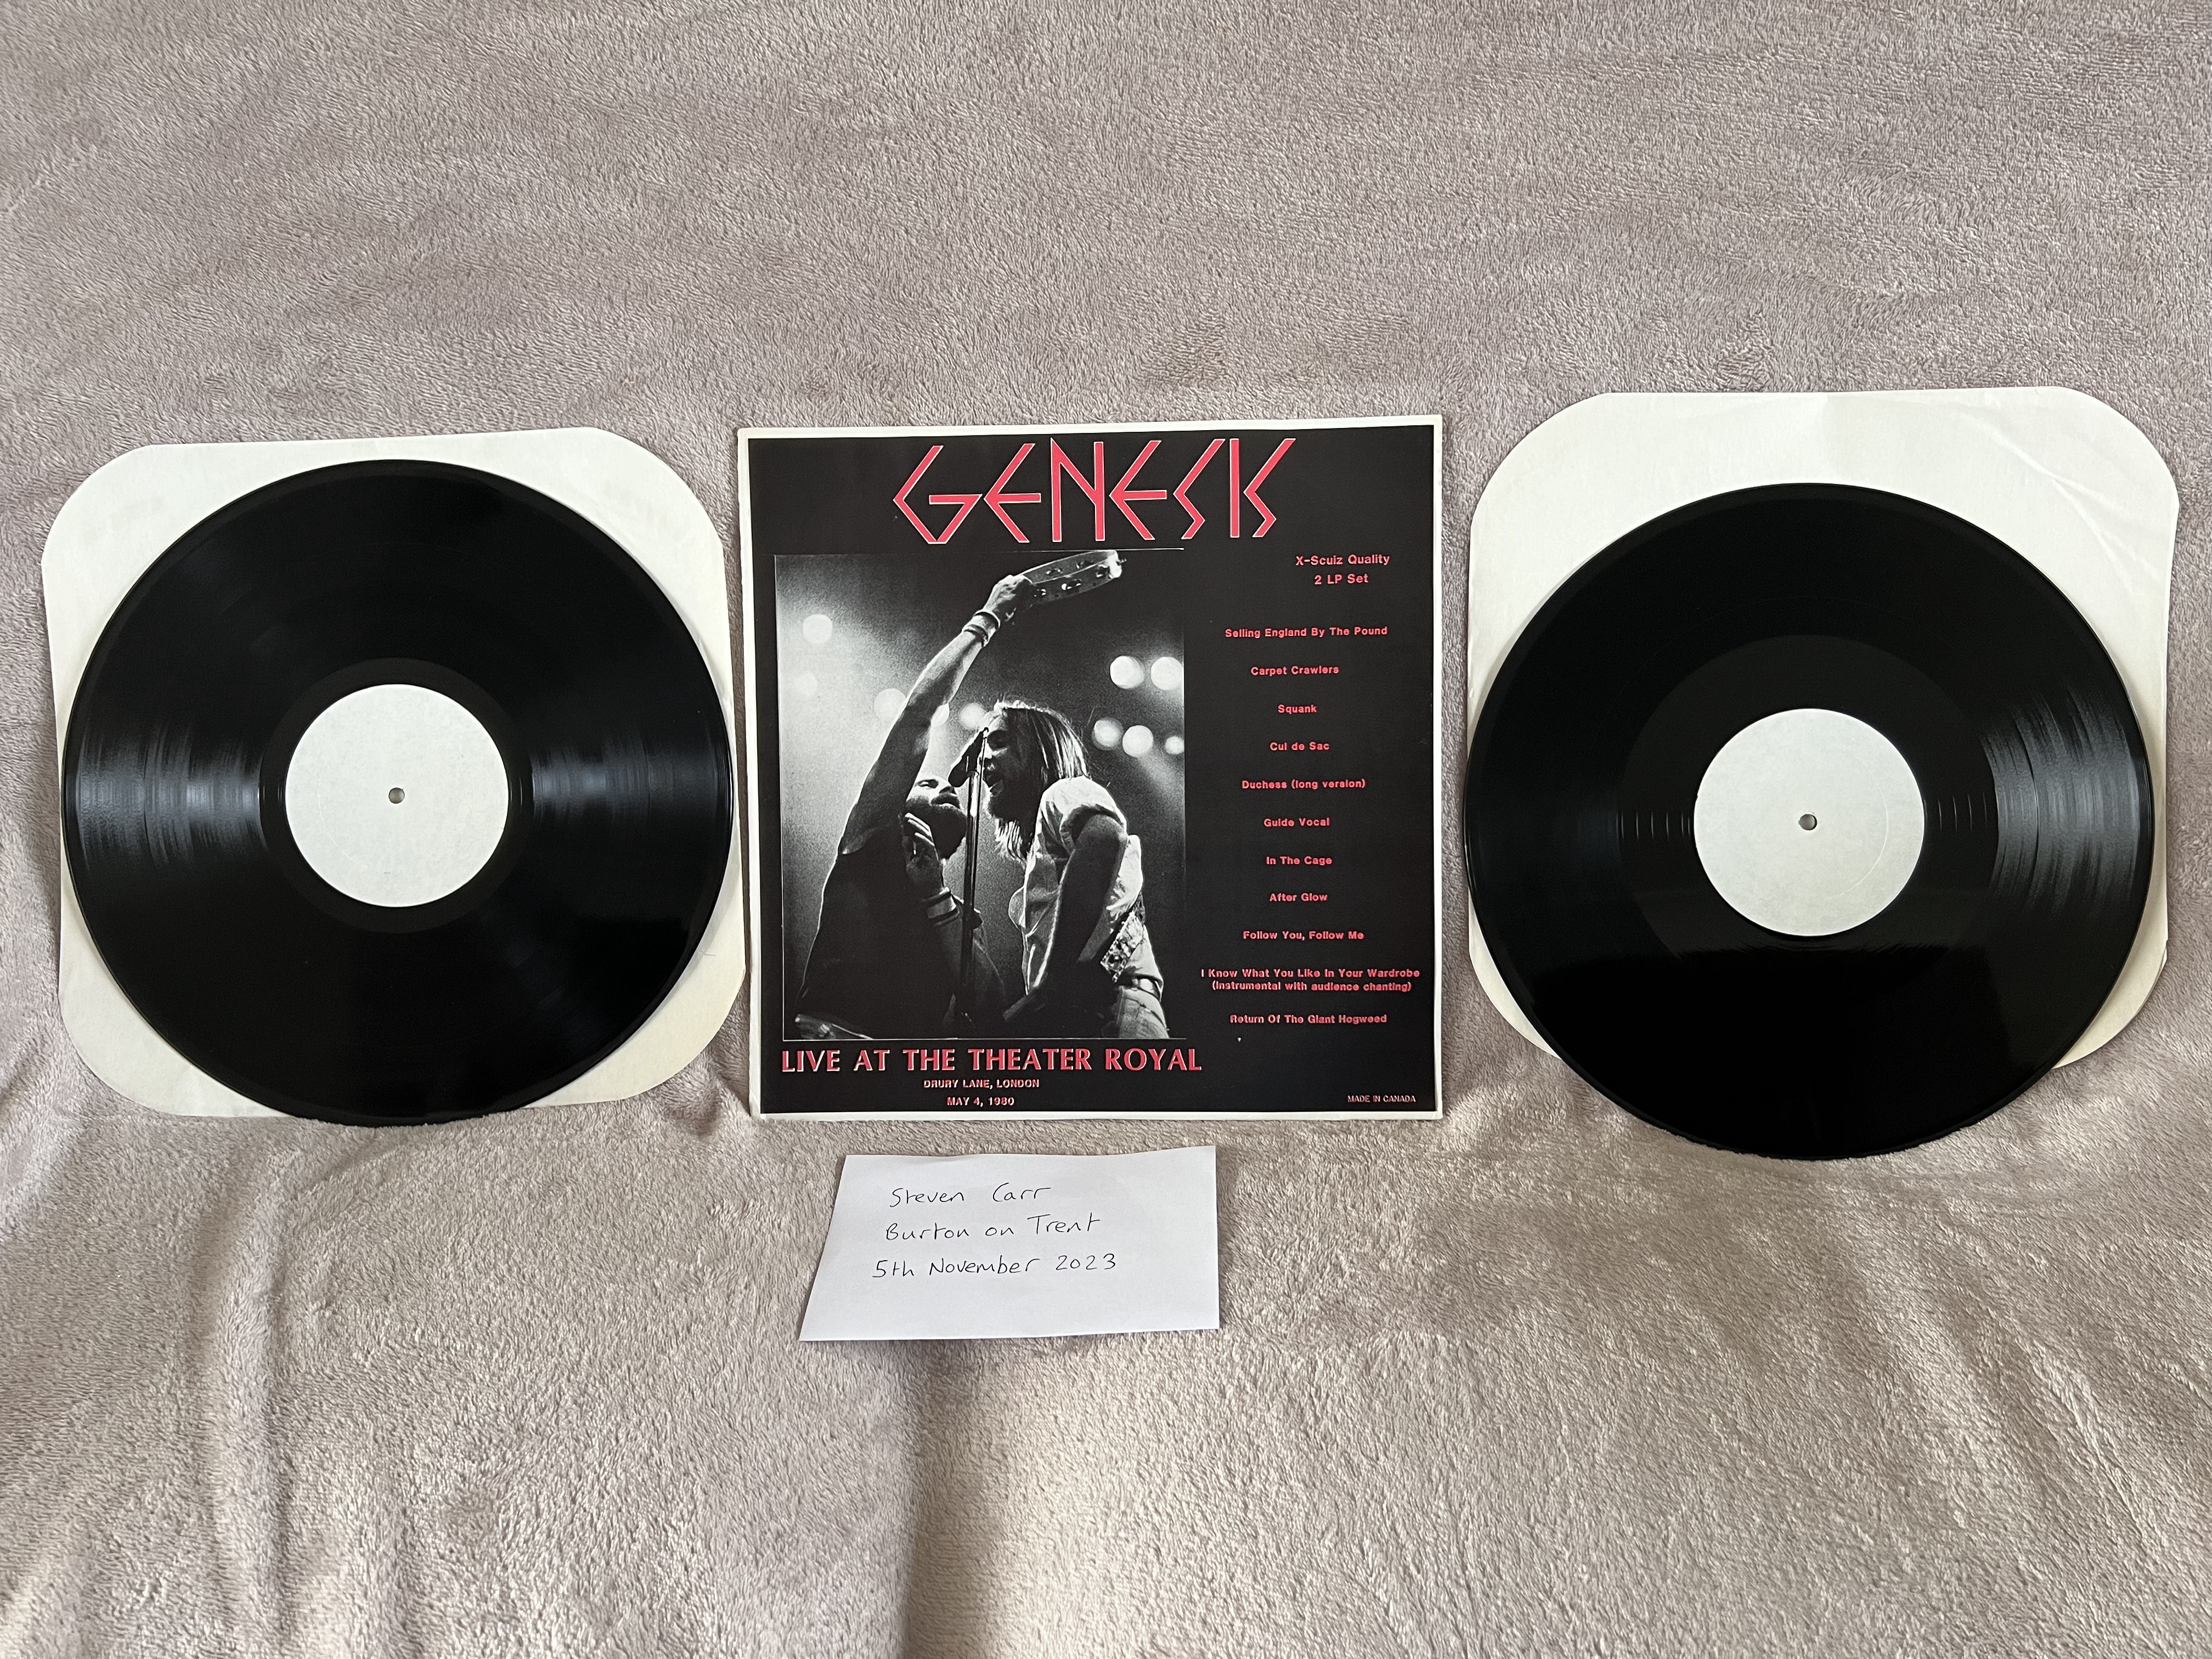 GENESIS
X-Scuiz Quality
2 LP Set
Selling England By The Pound
Carpet Crawlers
Squank
Cul de Sac
Duchess (long version)
Guide Vocal
In The Cage
After Glow
Follow You, Follow Me
I Know What You Like In Your Wardrobe
(instrumental with audience chanting)
Return Of The Giant Hogweed
LIVE AT THE THEATER ROYAL
DRURY LANE, LONDON
MAY 4, 1980
MADE IN CANADA
Steven Carr
Burton on Trent
5th November 2023